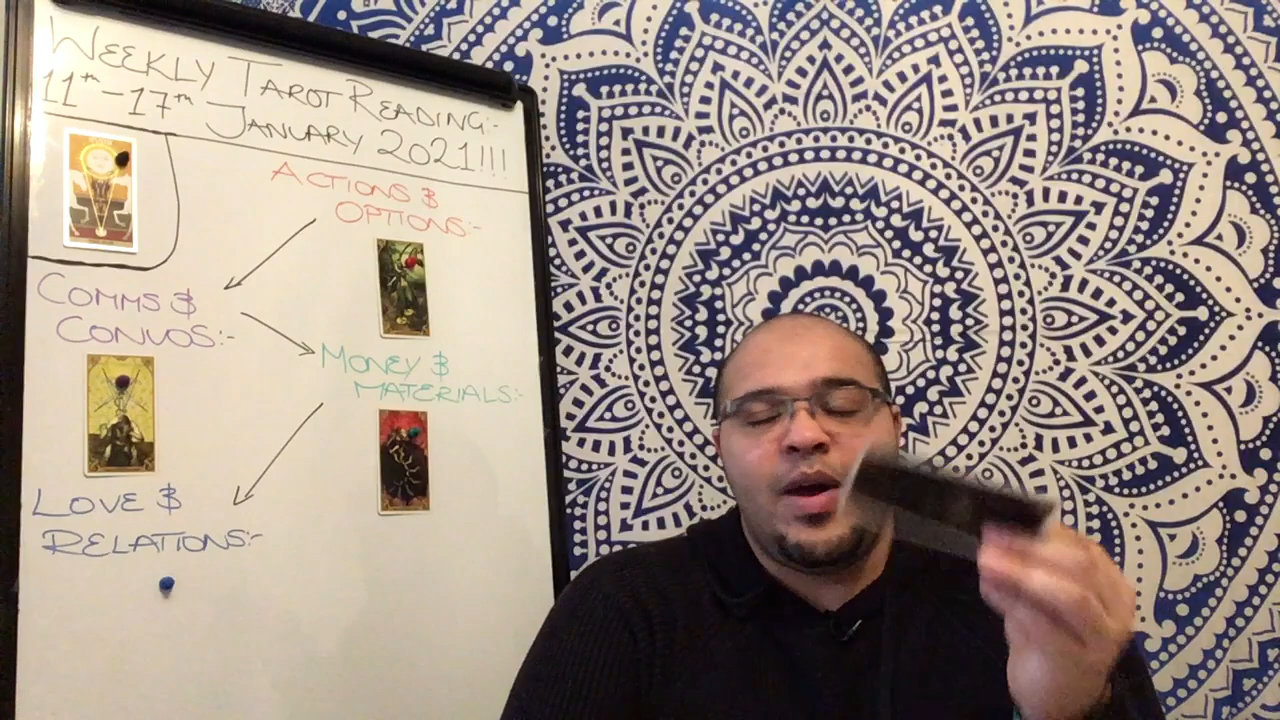 WEEKLY TAROT READING:-
11th-17th JANUARY 2021!!!
ACTIONS &
OPTIONS:-
COMMS &
CONVOS:-
MONEY &
MATERIALS:-
LOVE &
RELATIONS:-